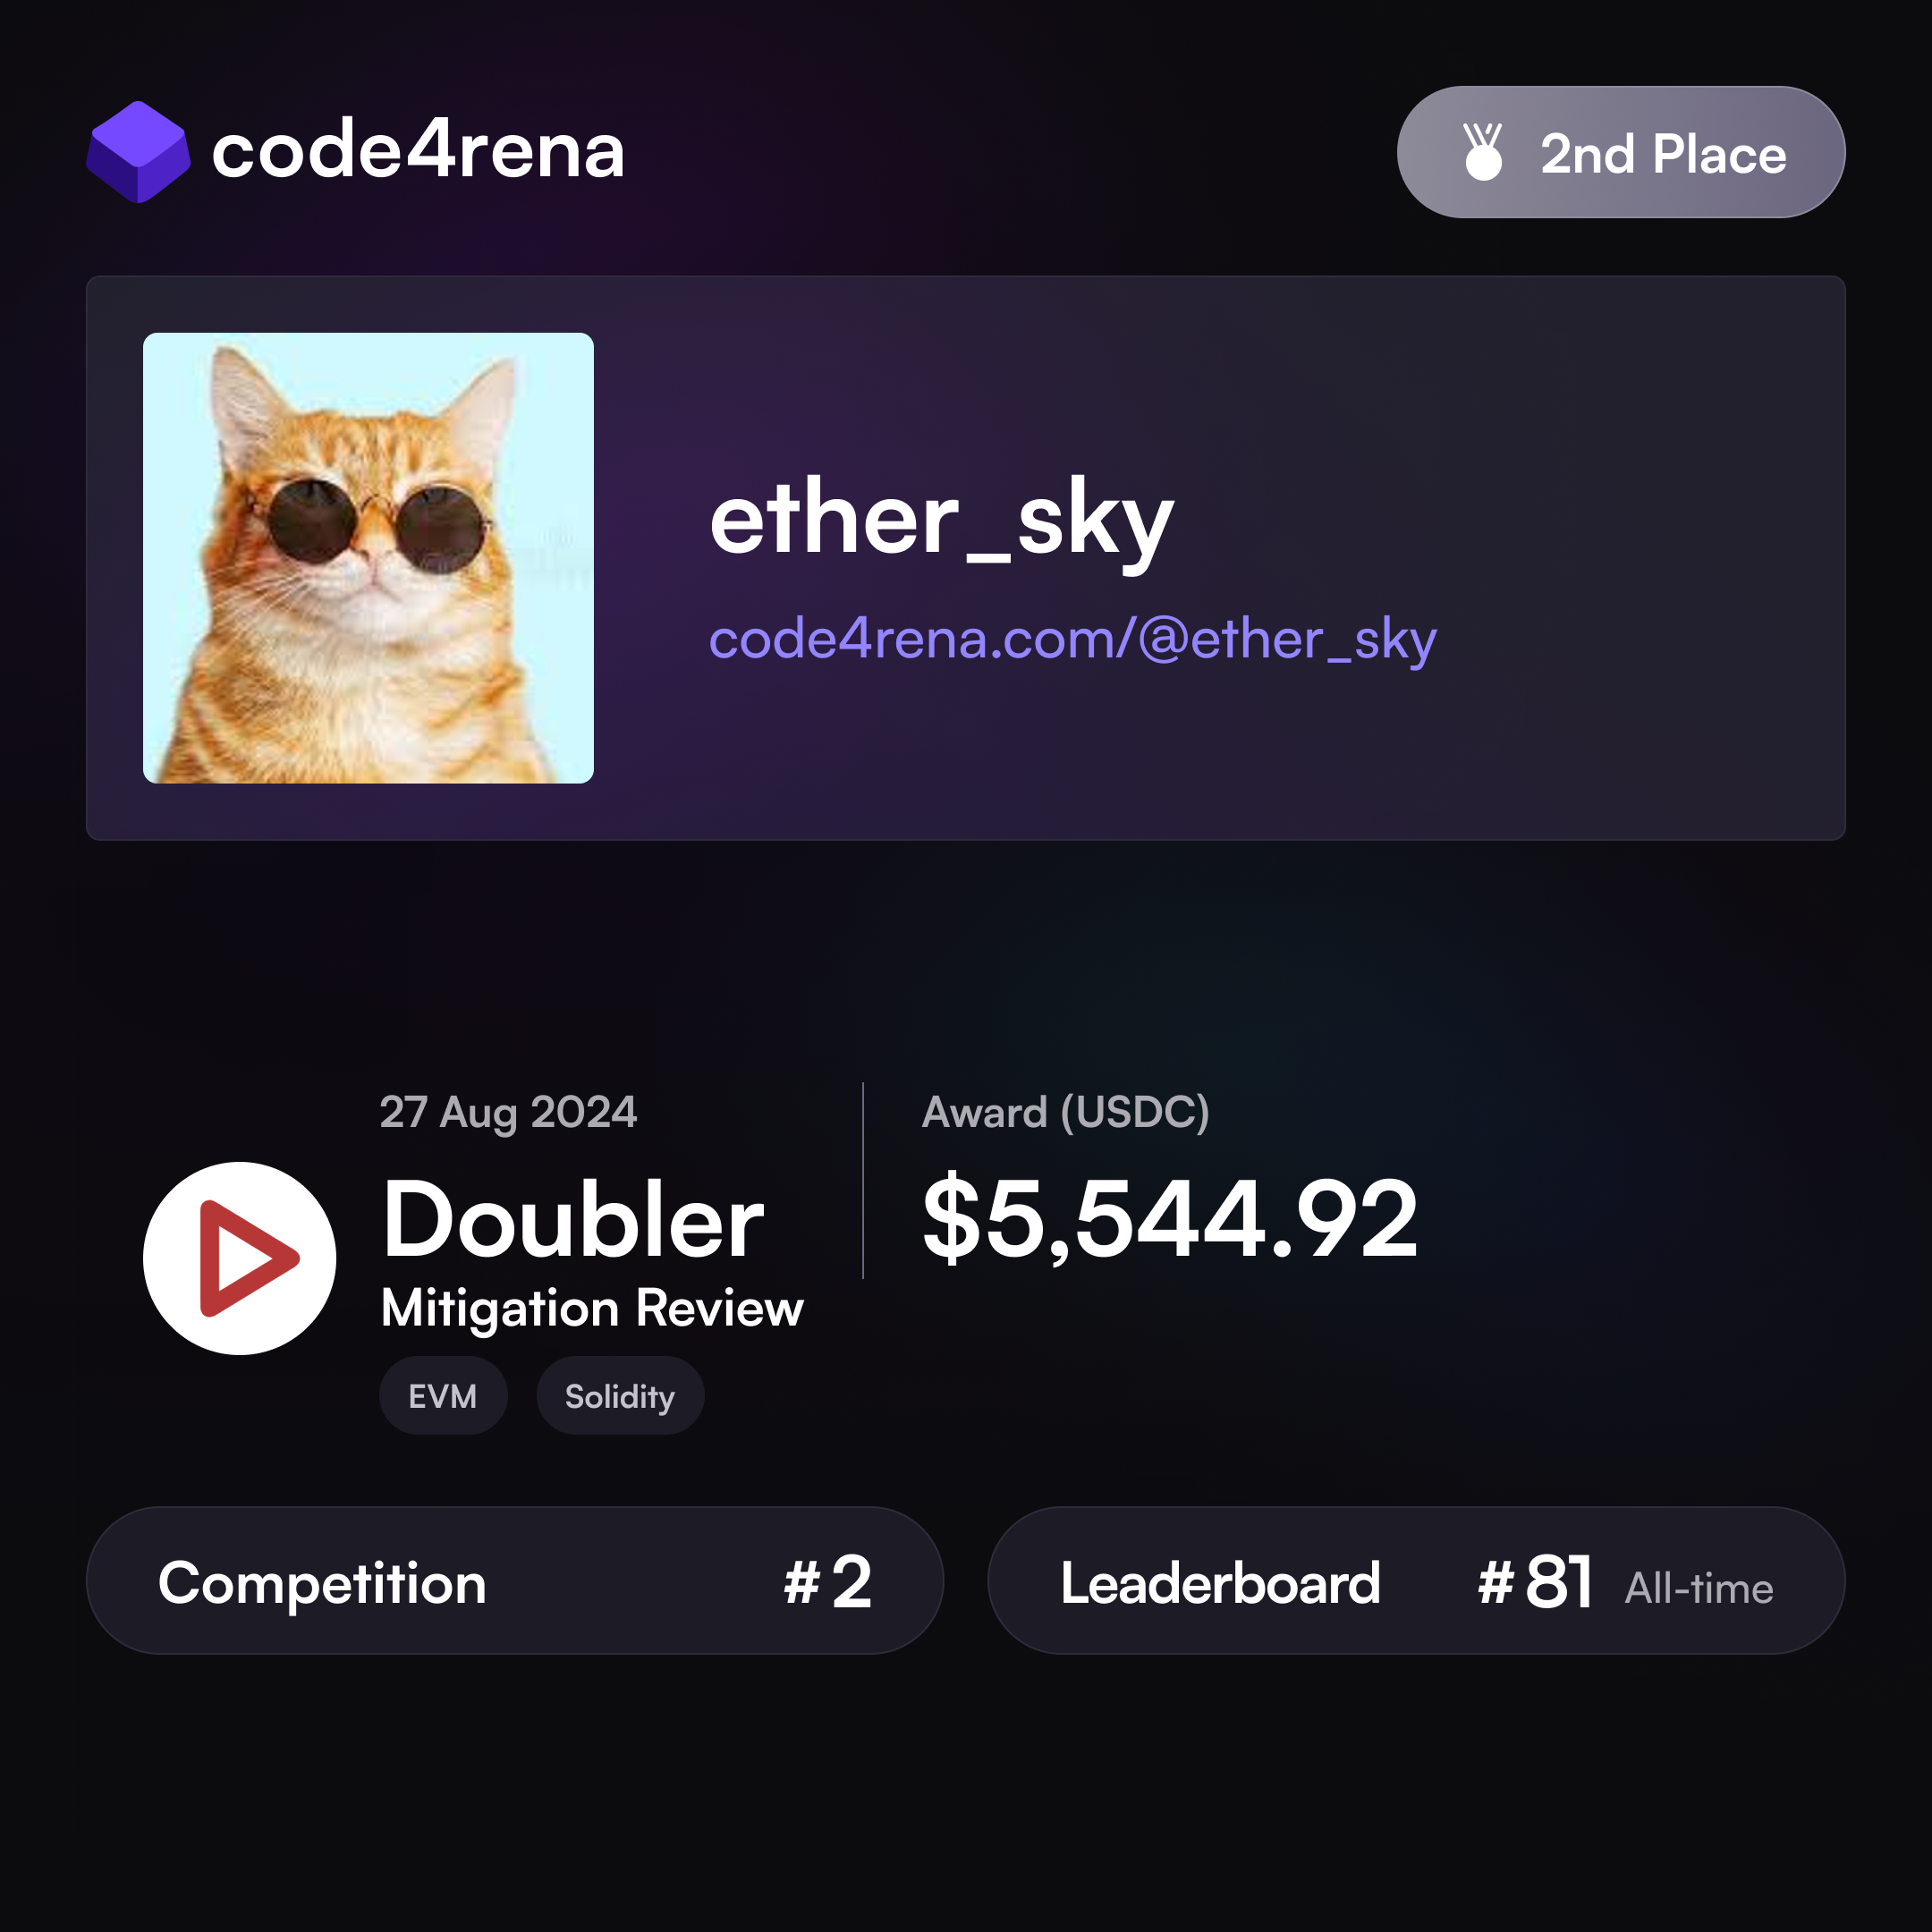 code4rena
2nd Place
ether_sky
code4rena.com/@ether_sky
27 Aug 2024
Doubler
Mitigation Review
EVM
Solidity
Award (USDC)
$5,544.92
Competition
#2
Leaderboard
#81 All-time